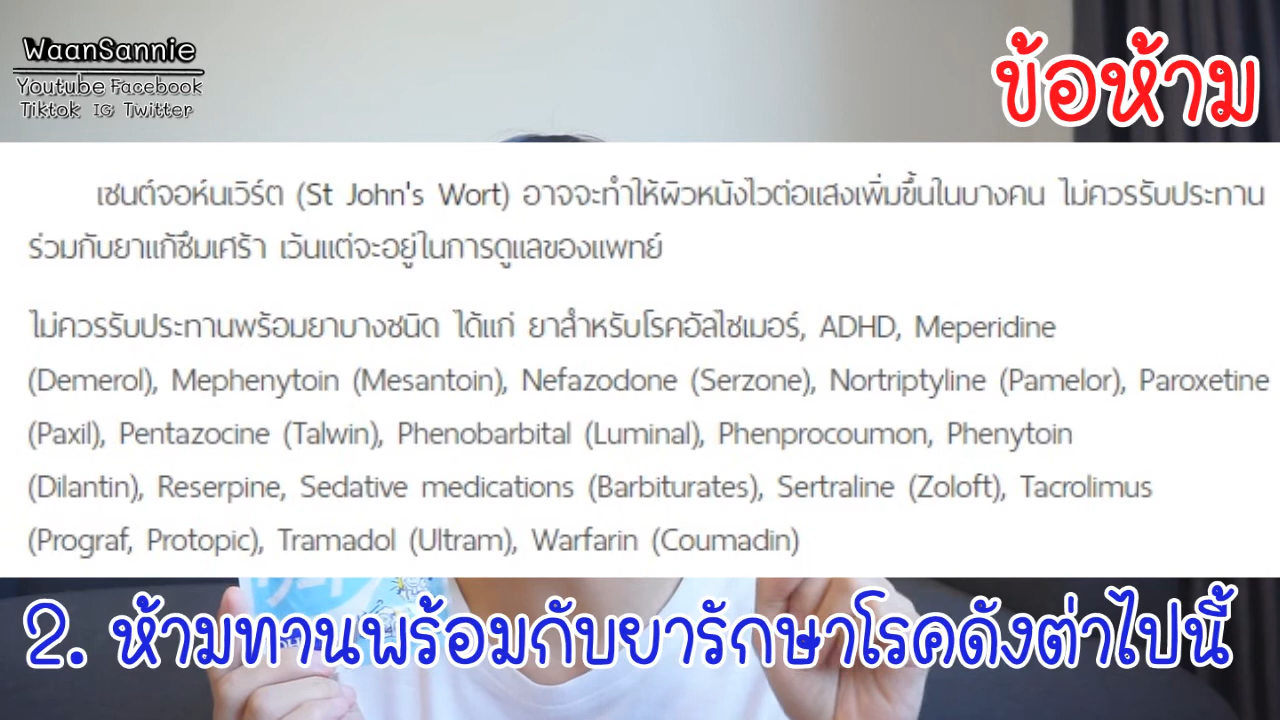 WaanSannie
Youtube Facebook
Tiktok IG Twitter
ข้อห้าม
เซนต์จอห์นเวิร์ต (St John's Wort) อาจจะทำให้ผิวหนังไวต่อแสงเพิ่มขึ้นในบางคน ไม่ควรรับประทาน
ร่วมกับยาแก้ซึมเศร้า เว้นแต่จะอยู่ในการดูแลของแพทย์
ไม่ควรรับประทานพร้อมยาบางชนิด ได้แก่ ยาสำหรับโรคอัลไซเมอร์, ADHD, Meperidine
(Demerol), Mephenytoin (Mesantoin), Nefazodone (Serzone), Nortriptyline (Pamelor), Paroxetine
(Paxil), Pentazocine (Talwin), Phenobarbital (Luminal), Phenprocoumon, Phenytoin
(Dilantin), Reserpine, Sedative medications (Barbiturates), Sertraline (Zoloft), Tacrolimus
(Prograf, Protopic), Tramadol (Ultram), Warfarin (Coumadin)
2. ห้ามทานพร้อมกับยารักษาโรคดังต่าไปนี้